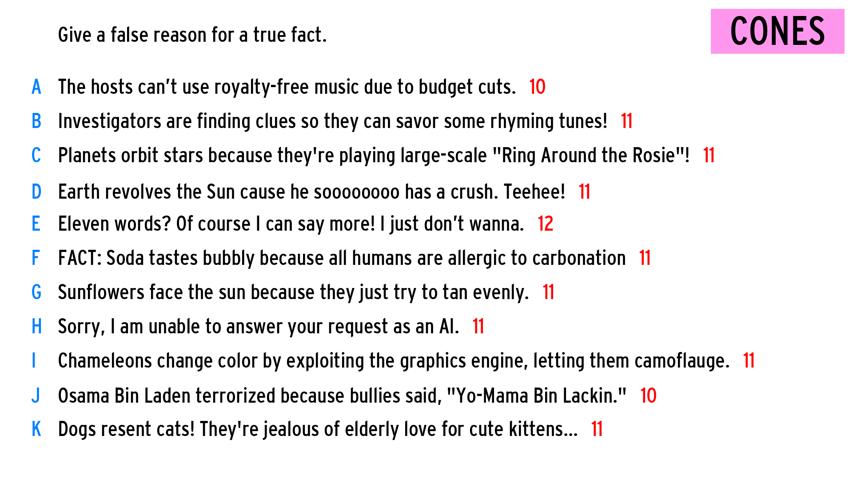 Give a false reason for a true fact.
CONES
A The hosts can't use royalty-free music due to budget cuts. 10
B Investigators are finding clues so they can savor some rhyming tunes! 11
C Planets orbit stars because they're playing large-scale "Ring Around the Rosie"! 11
D Earth revolves the Sun cause he soooooooo has a crush. Teehee! 11
E Eleven words? Of course I can say more! I just don't wanna. 12
F FACT: Soda tastes bubbly because all humans are allergic to carbonation 11
G Sunflowers face the sun because they just try to tan evenly. 11
H Sorry, I am unable to answer your request as an AI. 11
I Chameleons change color by exploiting the graphics engine, letting them camoflauge. 11
J Osama Bin Laden terrorized because bullies said, "Yo-Mama Bin Lackin." 10
K Dogs resent cats! They're jealous of elderly love for cute kittens... 11